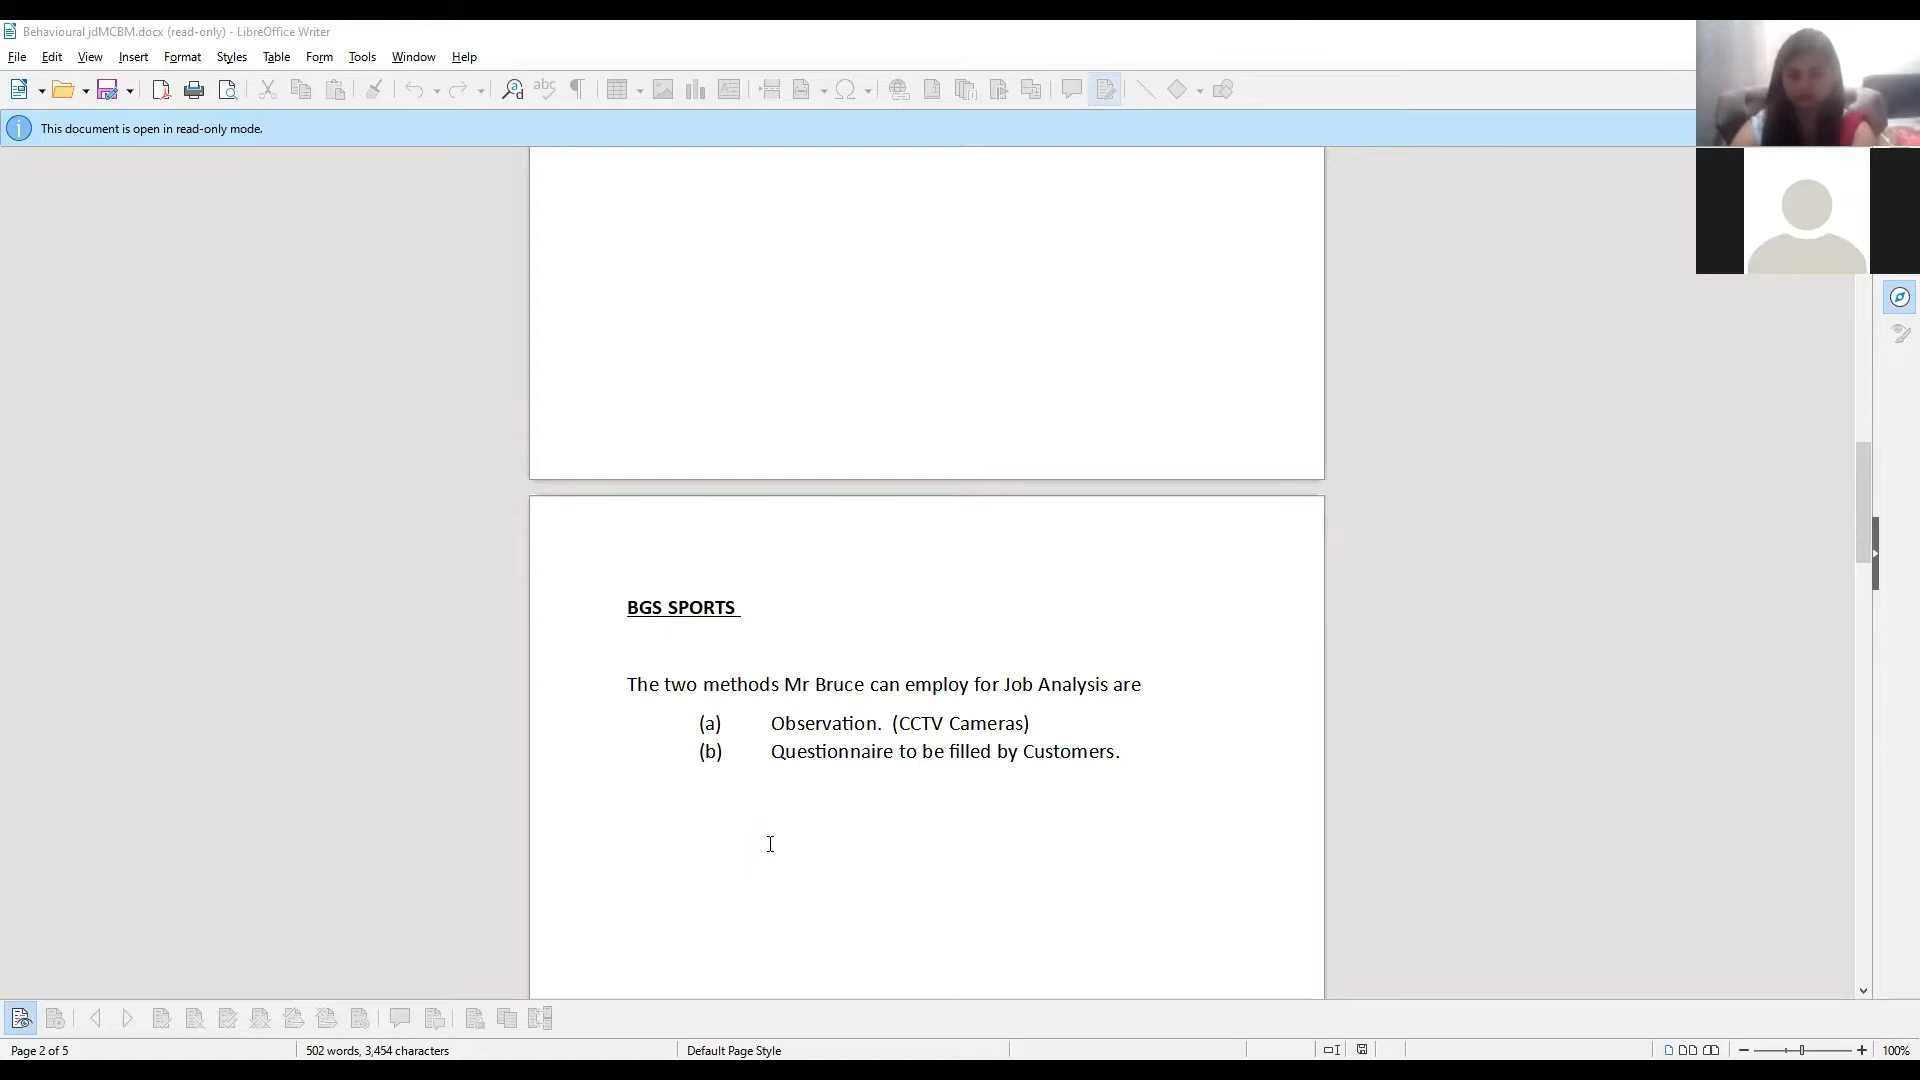 Behavioural jdMCBM.docx (read-only) - LibreOffice Writer
File Edit View Insert Format Styles Table Form Tools Window Help
This document is open in read-only mode.
BGS SPORTS
The two methods Mr Bruce can employ for Job Analysis are
(a) Observation. (CCTV Cameras)
(b) Questionnaire to be filled by Customers.
Page 2 of 5 502 words, 3,454 characters Default Page Style 100%